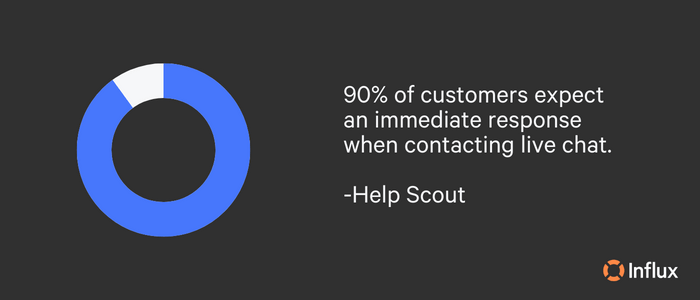 90% of customers expect
an immediate response
when contacting live chat.
-Help Scout
Influx